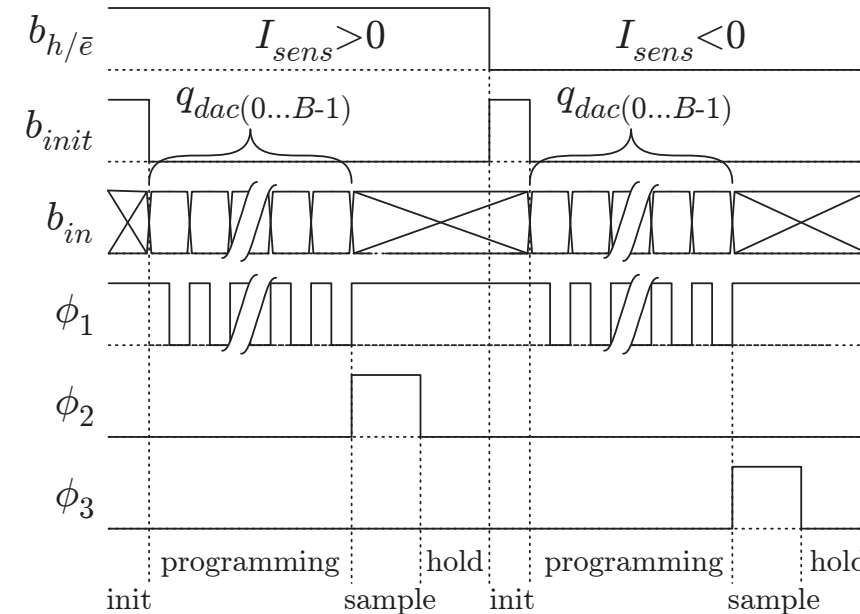 b_{h/ē} I_{sens}>0 I_{sens}<0
b_{init} q_{dac(0...B-1)} q_{dac(0...B-1)}
b_{in}
ϕ_1
ϕ_2
ϕ_3
programming hold programming hold
init sample init sample